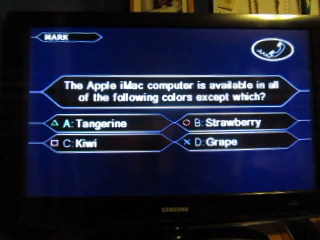 MARK
The Apple iMac computer is available in all
of the following colors except which?
A: Tangerine
B: Strawberry
C: Kiwi
D: Grape
SAMSUNG